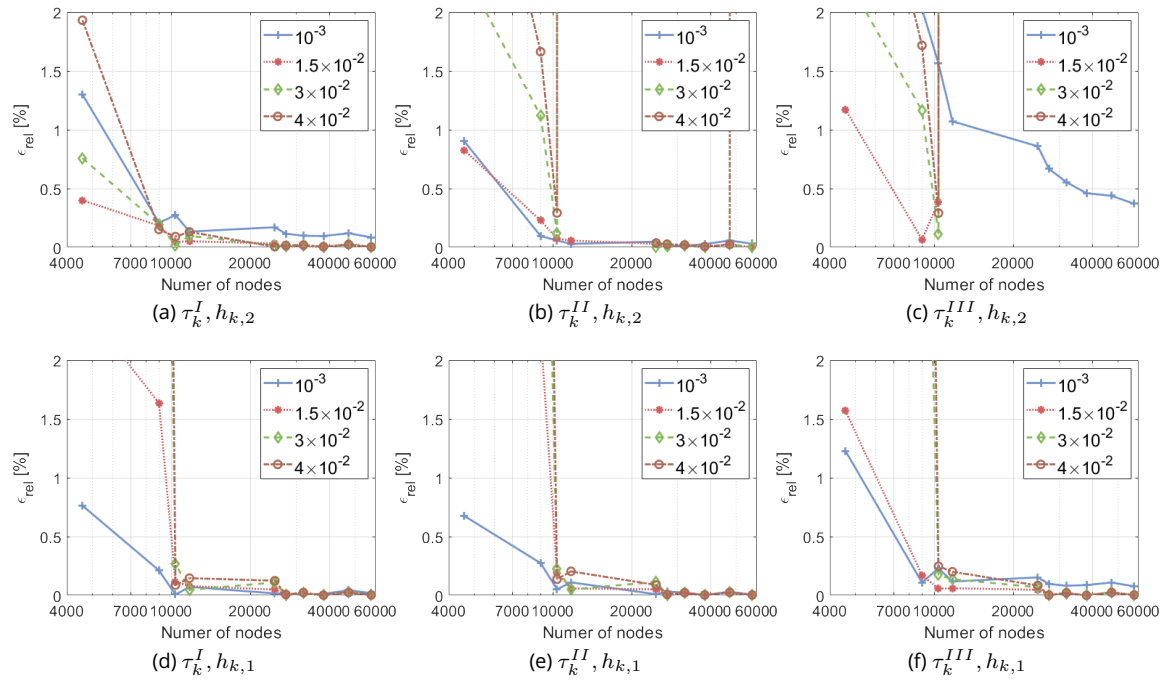 2
1.5
1
0.5
0
ϵrel [%]
10^-3
1.5×10^-2
3×10^-2
4×10^-2
4000 7000 10000 20000 40000 60000
Numer of nodes
(a) τ_k^I, h_{k,2}
2
1.5
1
0.5
0
ϵrel [%]
10^-3
1.5×10^-2
3×10^-2
4×10^-2
4000 7000 10000 20000 40000 60000
Numer of nodes
(b) τ_k^{II}, h_{k,2}
2
1.5
1
0.5
0
ϵrel [%]
10^-3
1.5×10^-2
3×10^-2
4×10^-2
4000 7000 10000 20000 40000 60000
Numer of nodes
(c) τ_k^{III}, h_{k,2}
2
1.5
1
0.5
0
ϵrel [%]
10^-3
1.5×10^-2
3×10^-2
4×10^-2
4000 7000 10000 20000 40000 60000
Numer of nodes
(d) τ_k^I, h_{k,1}
2
1.5
1
0.5
0
ϵrel [%]
10^-3
1.5×10^-2
3×10^-2
4×10^-2
4000 7000 10000 20000 40000 60000
Numer of nodes
(e) τ_k^{II}, h_{k,1}
2
1.5
1
0.5
0
ϵrel [%]
10^-3
1.5×10^-2
3×10^-2
4×10^-2
4000 7000 10000 20000 40000 60000
Numer of nodes
(f) τ_k^{III}, h_{k,1}